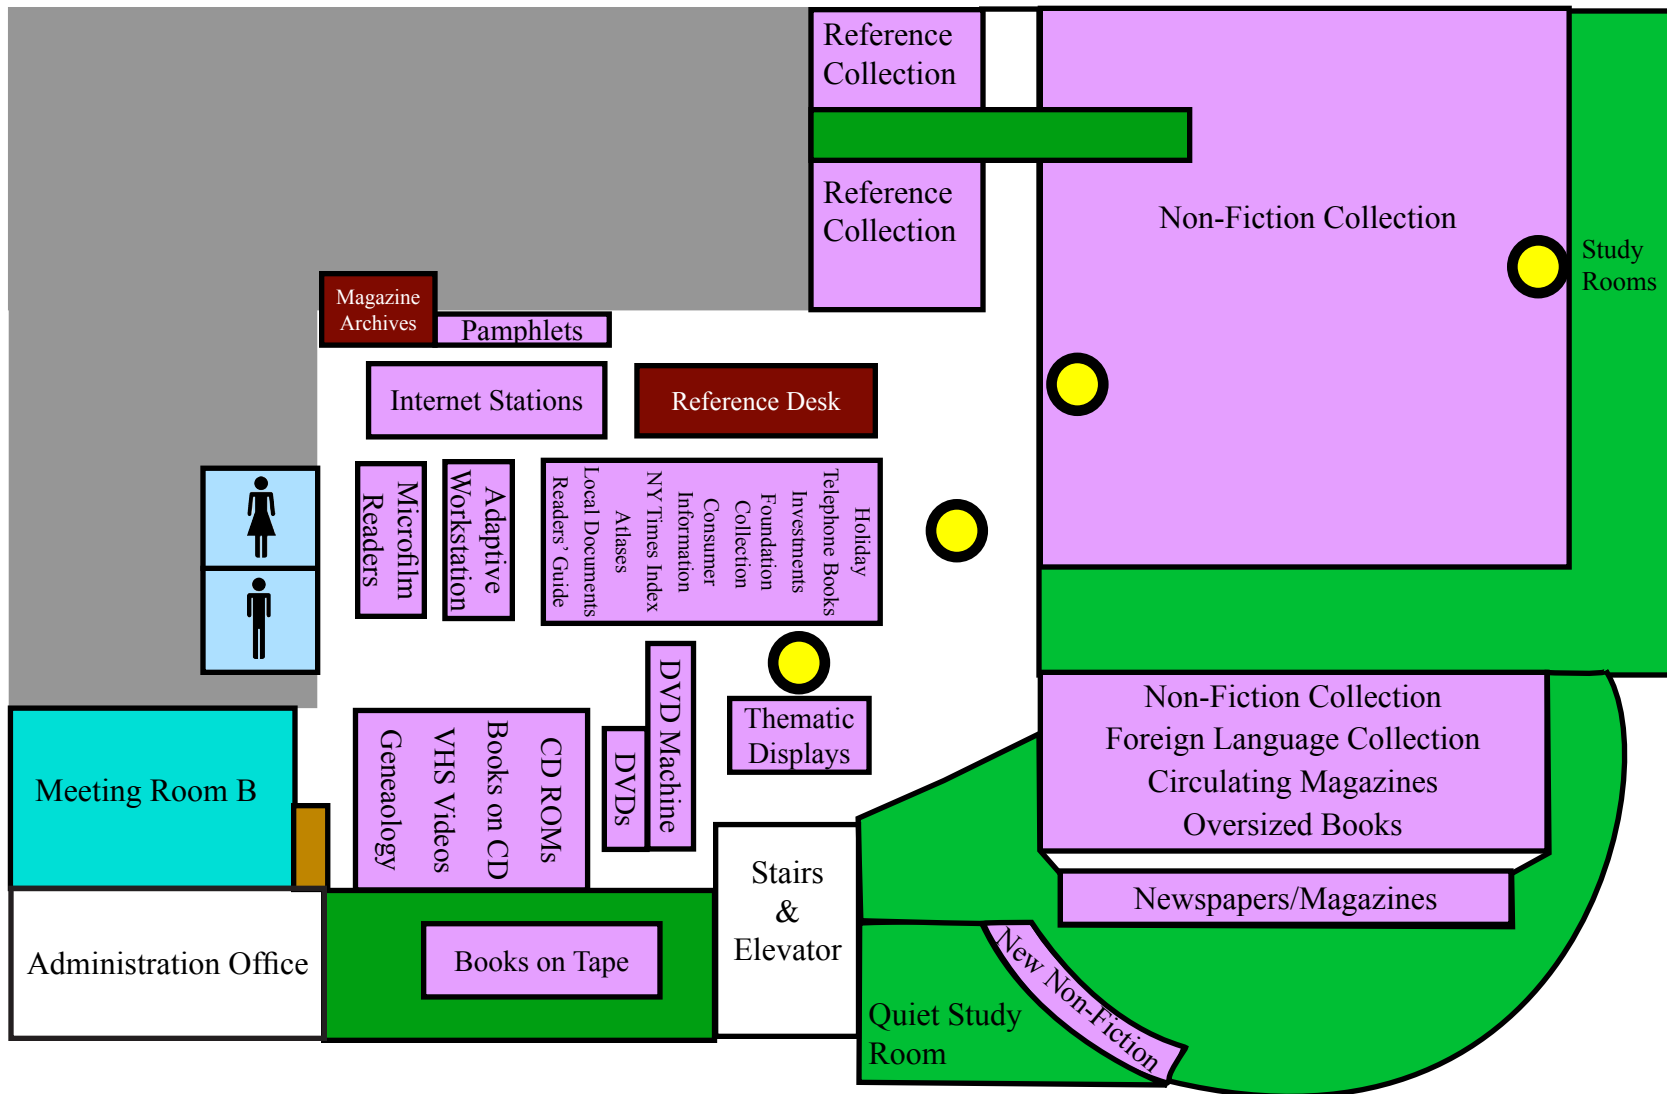 Reference
Collection
Reference
Collection
Non-Fiction Collection
Study
Rooms
Magazine
Archives
Pamphlets
Internet Stations
Reference Desk
Microfilm
Readers
Adaptive
Workstation
Holiday
Telephone Books
Investments
Foundation
Collection
Consumer
Information
NY Times Index
Atlases
Local Documents
Readers' Guide
DVD Machine
DVDs
Thematic
Displays
CD ROMs
Books on CD
VHS Videos
Geneaology
Meeting Room B
Non-Fiction Collection
Foreign Language Collection
Circulating Magazines
Oversized Books
Newspapers/Magazines
Stairs
&
Elevator
Administration Office
Books on Tape
New Non-Fiction
Quiet Study
Room